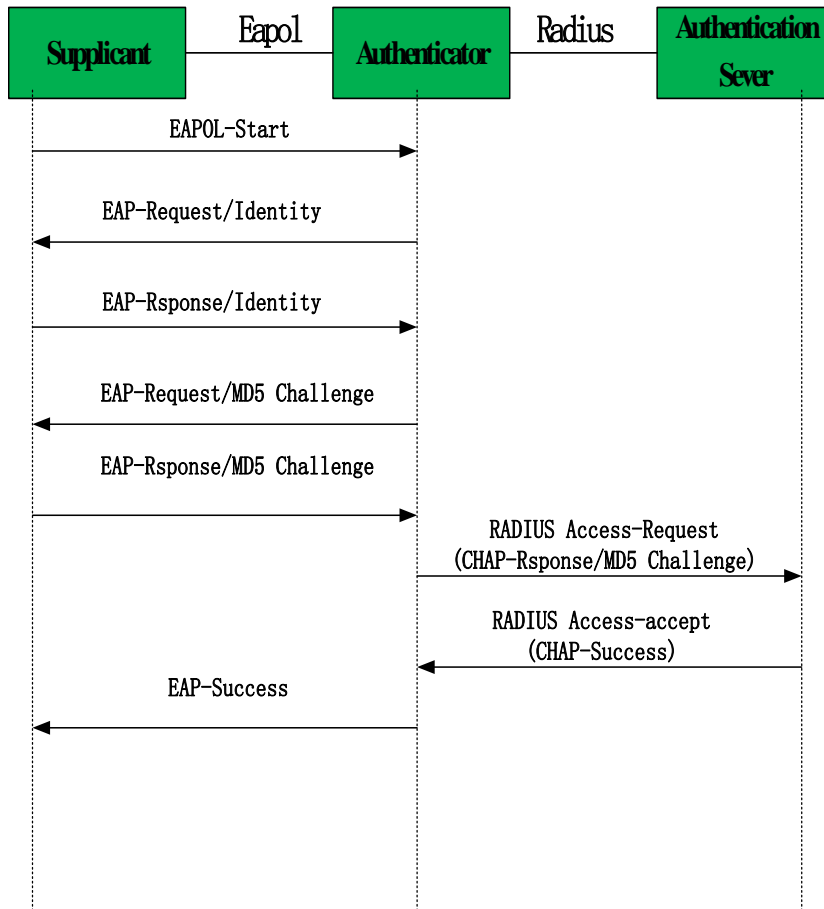 Supplicant
Eapol
Authenticator
Radius
Authentication
Sever
EAPOL-Start
EAP-Request/Identity
EAP-Rsponse/Identity
EAP-Request/MD5 Challenge
EAP-Rsponse/MD5 Challenge
RADIUS Access-Request
(CHAP-Rsponse/MD5 Challenge)
RADIUS Access-accept
(CHAP-Success)
EAP-Success